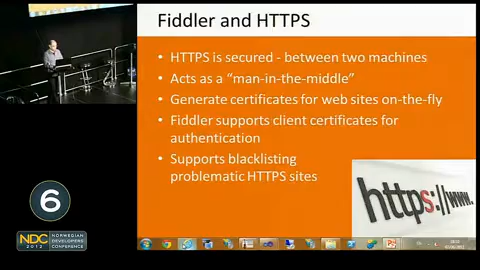 Fiddler and HTTPS
• HTTPS is secured - between two machines
• Acts as a “man-in-the-middle”
• Generate certificates for web sites on-the-fly
• Fiddler supports client certificates for
authentication
• Supports blacklisting
problematic HTTPS sites
https://www.
6
NDC
2012
NORWEGIAN
DEVELOPERS
CONFERENCE